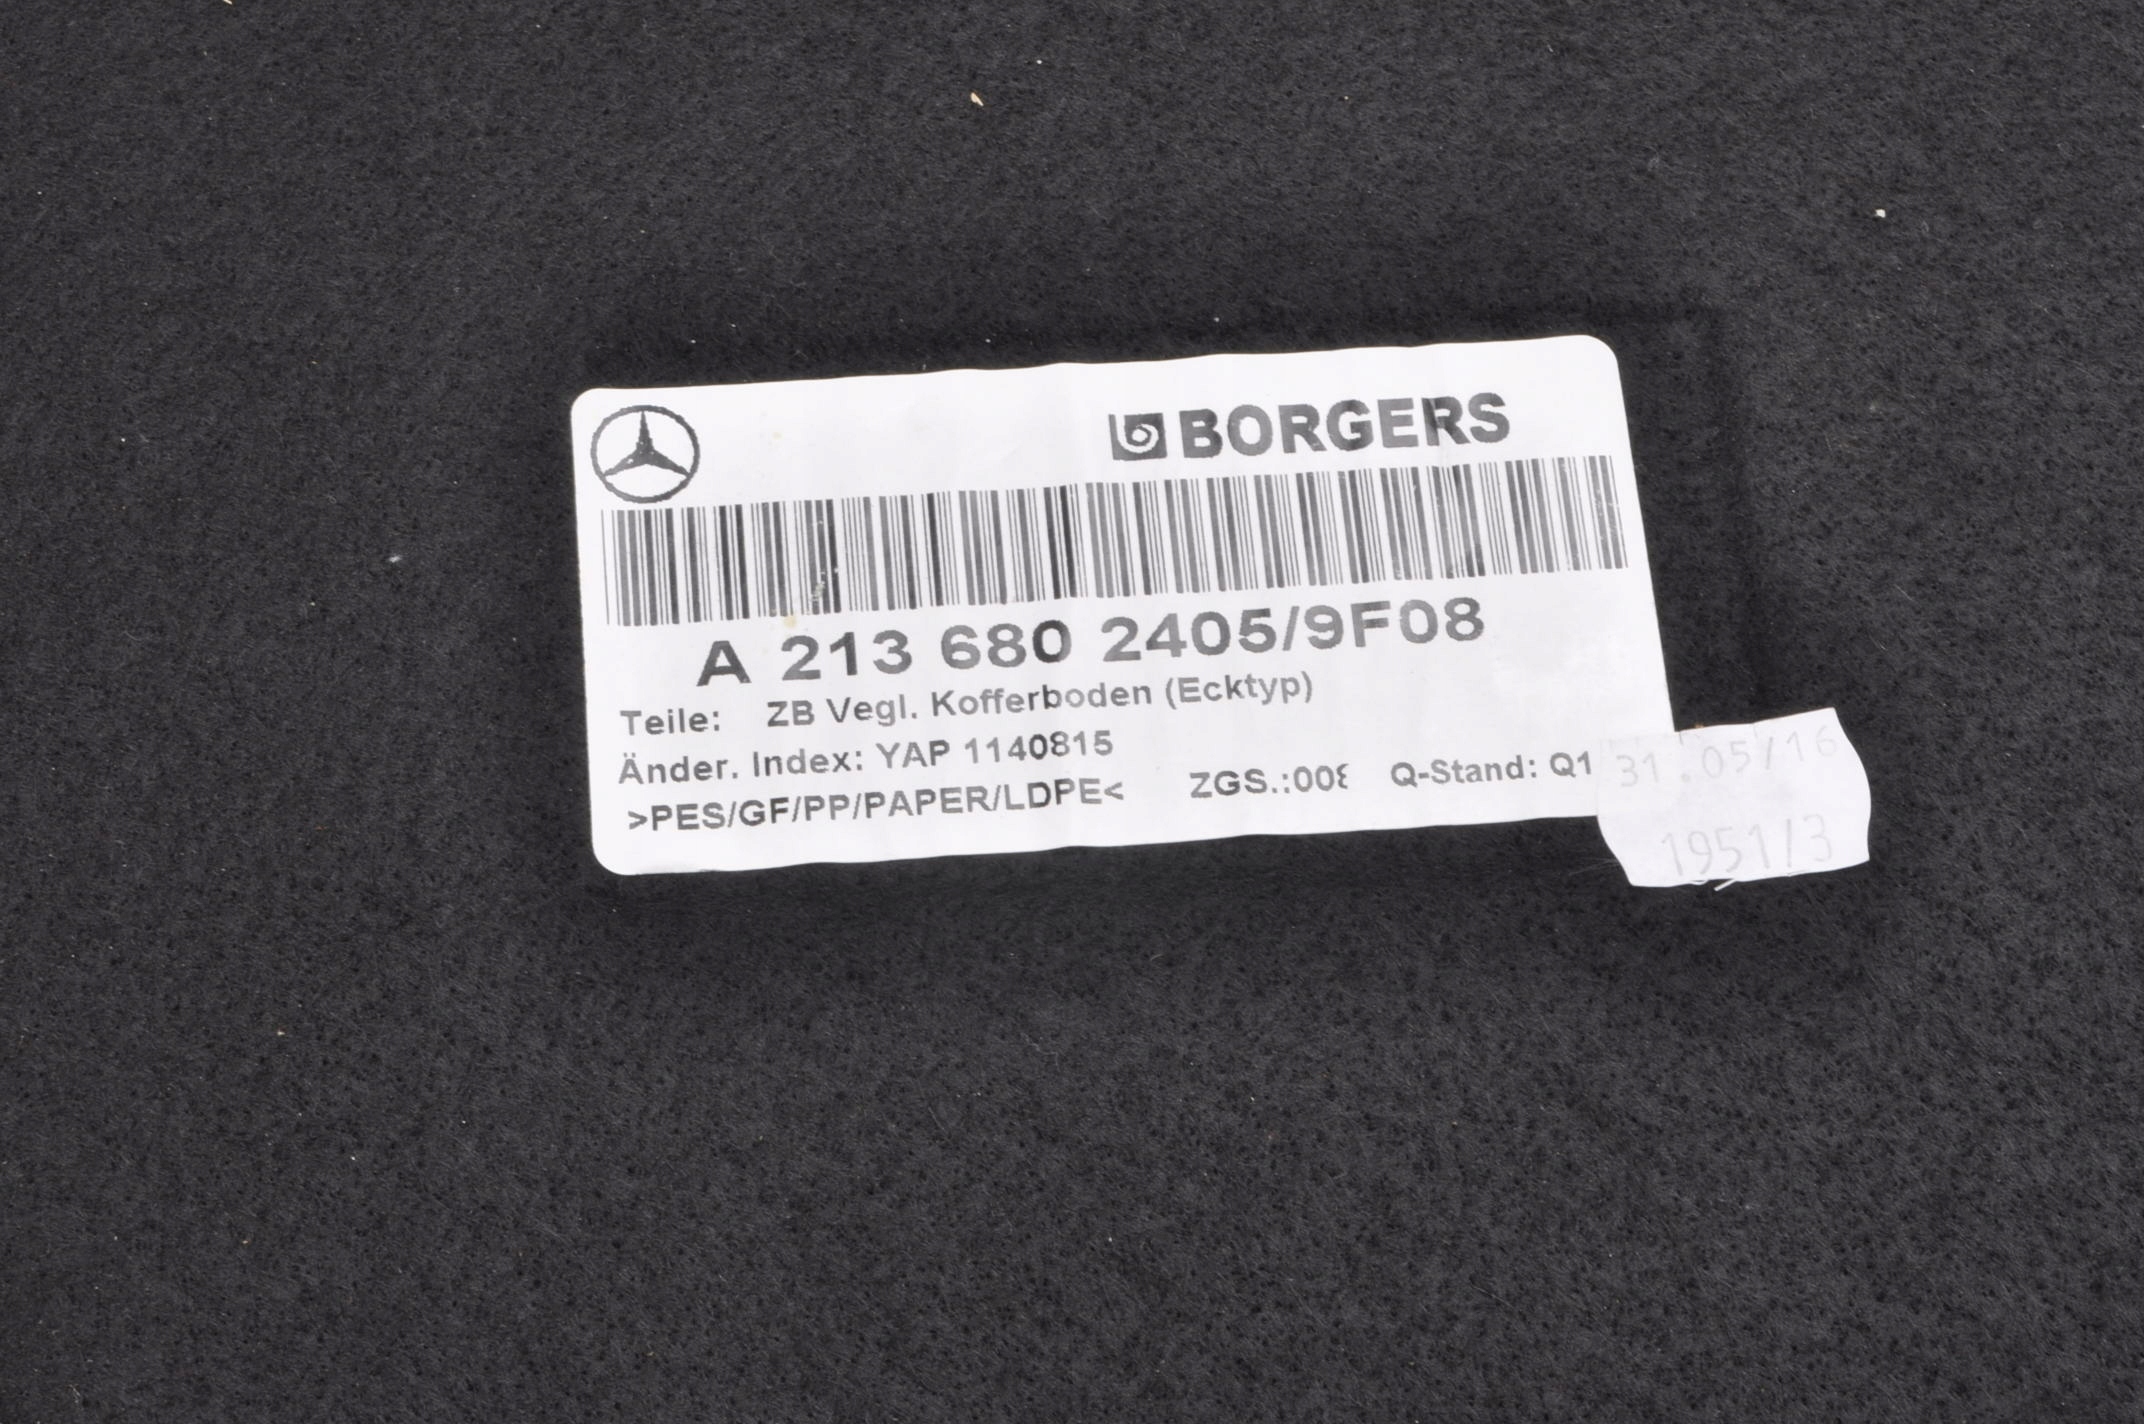 BORGERS
A 213 680 2405/9F08
Teile: ZB Vegl. Kofferboden (Ecktyp)
Änder. Index: YAP 1140815
>PES/GF/PP/PAPER/LDPE< ZGS.:008 Q-Stand: Q1
31.05/16
1951/3